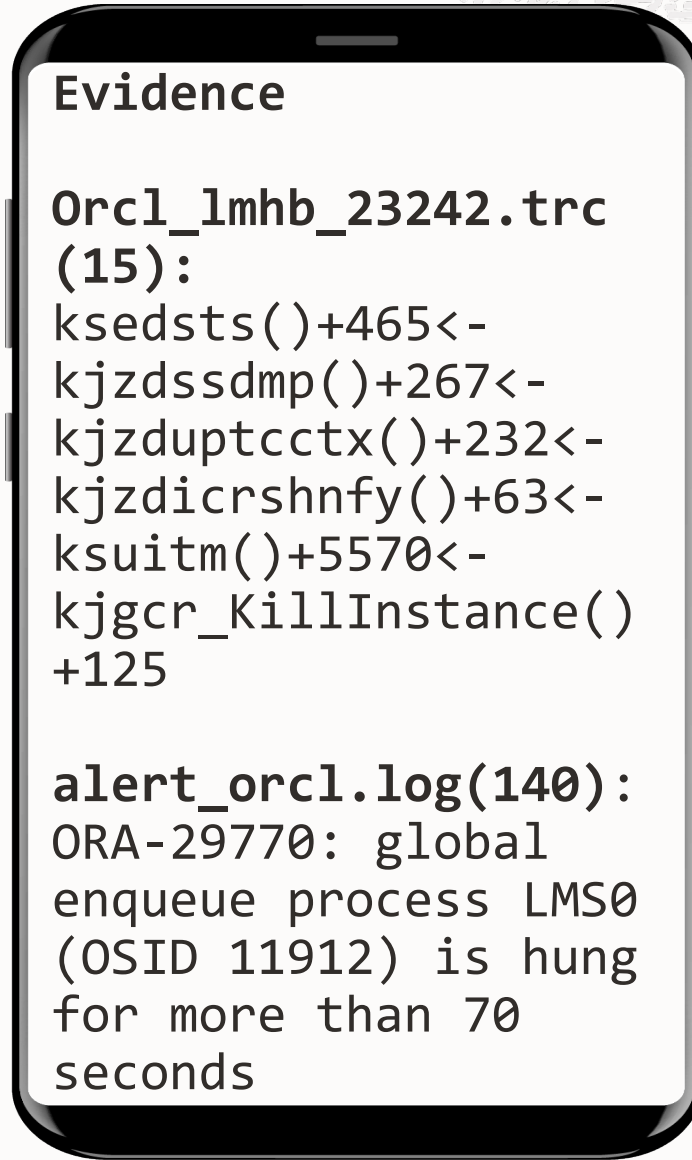 Evidence
Orcl_lmhb_23242.trc
(15):
ksedsts()+465<-
kjzdssdmp()+267<-
kjzduptcctx()+232<-
kjzdicrshnfy()+63<-
ksuitm()+5570<-
kjgcr_KillInstance()
+125
alert_orcl.log(140):
ORA-29770: global
enqueue process LMS0
(OSID 11912) is hung
for more than 70
seconds